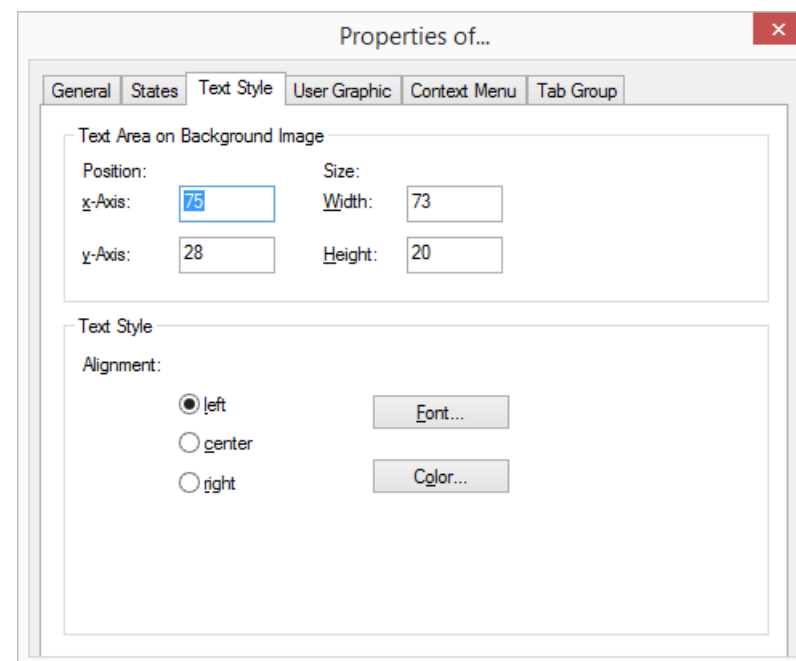 Properties of...
General States Text Style User Graphic Context Menu Tab Group
Text Area on Background Image
Position: Size:
x-Axis: 75 Width: 73
y-Axis: 28 Height: 20
Text Style
Alignment:
left Font...
center
right Color...